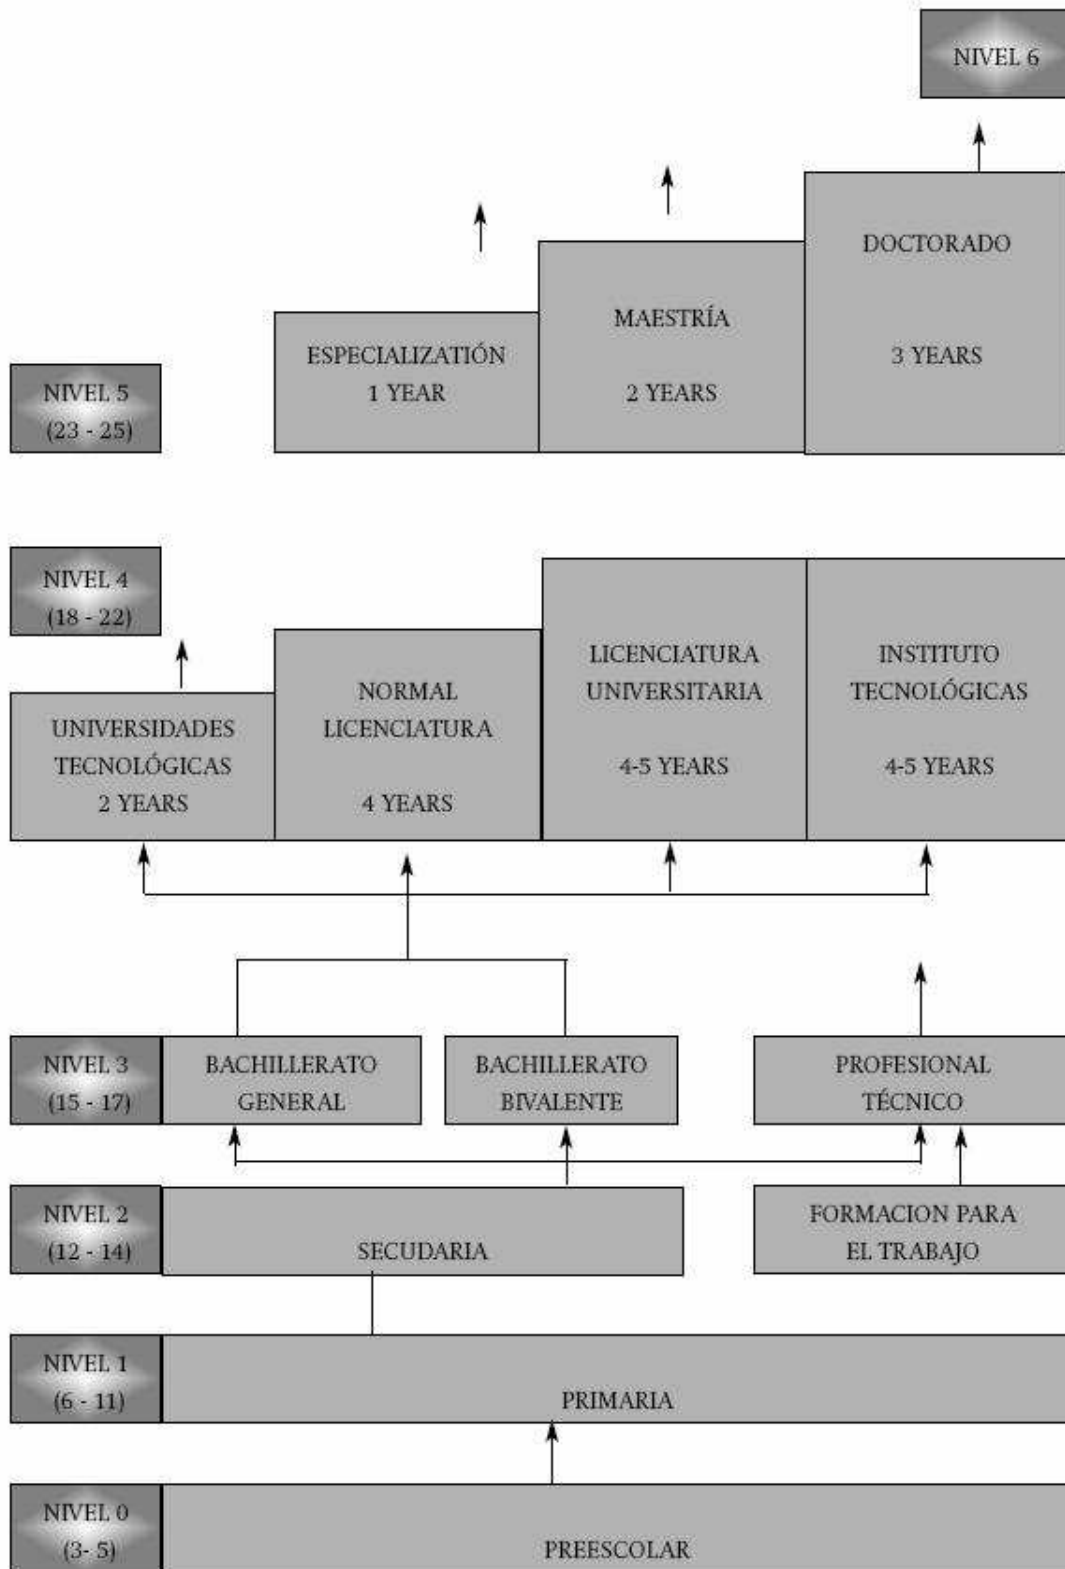 NIVEL 6
DOCTORADO
3 YEARS
MAESTRÍA
2 YEARS
ESPECIALIZATIÓN
1 YEAR
NIVEL 5
(23 - 25)
NIVEL 4
(18 - 22)
UNIVERSIDADES
TECNOLÓGICAS
2 YEARS
NORMAL
LICENCIATURA
4 YEARS
LICENCIATURA
UNIVERSITARIA
4-5 YEARS
INSTITUTO
TECNOLÓGICAS
4-5 YEARS
NIVEL 3
(15 - 17)
BACHILLERATO
GENERAL
BACHILLERATO
BIVALENTE
PROFESIONAL
TÉCNICO
NIVEL 2
(12 - 14)
SECUDARIA
FORMACION PARA
EL TRABAJO
NIVEL 1
(6 - 11)
PRIMARIA
NIVEL 0
(3- 5)
PREESCOLAR